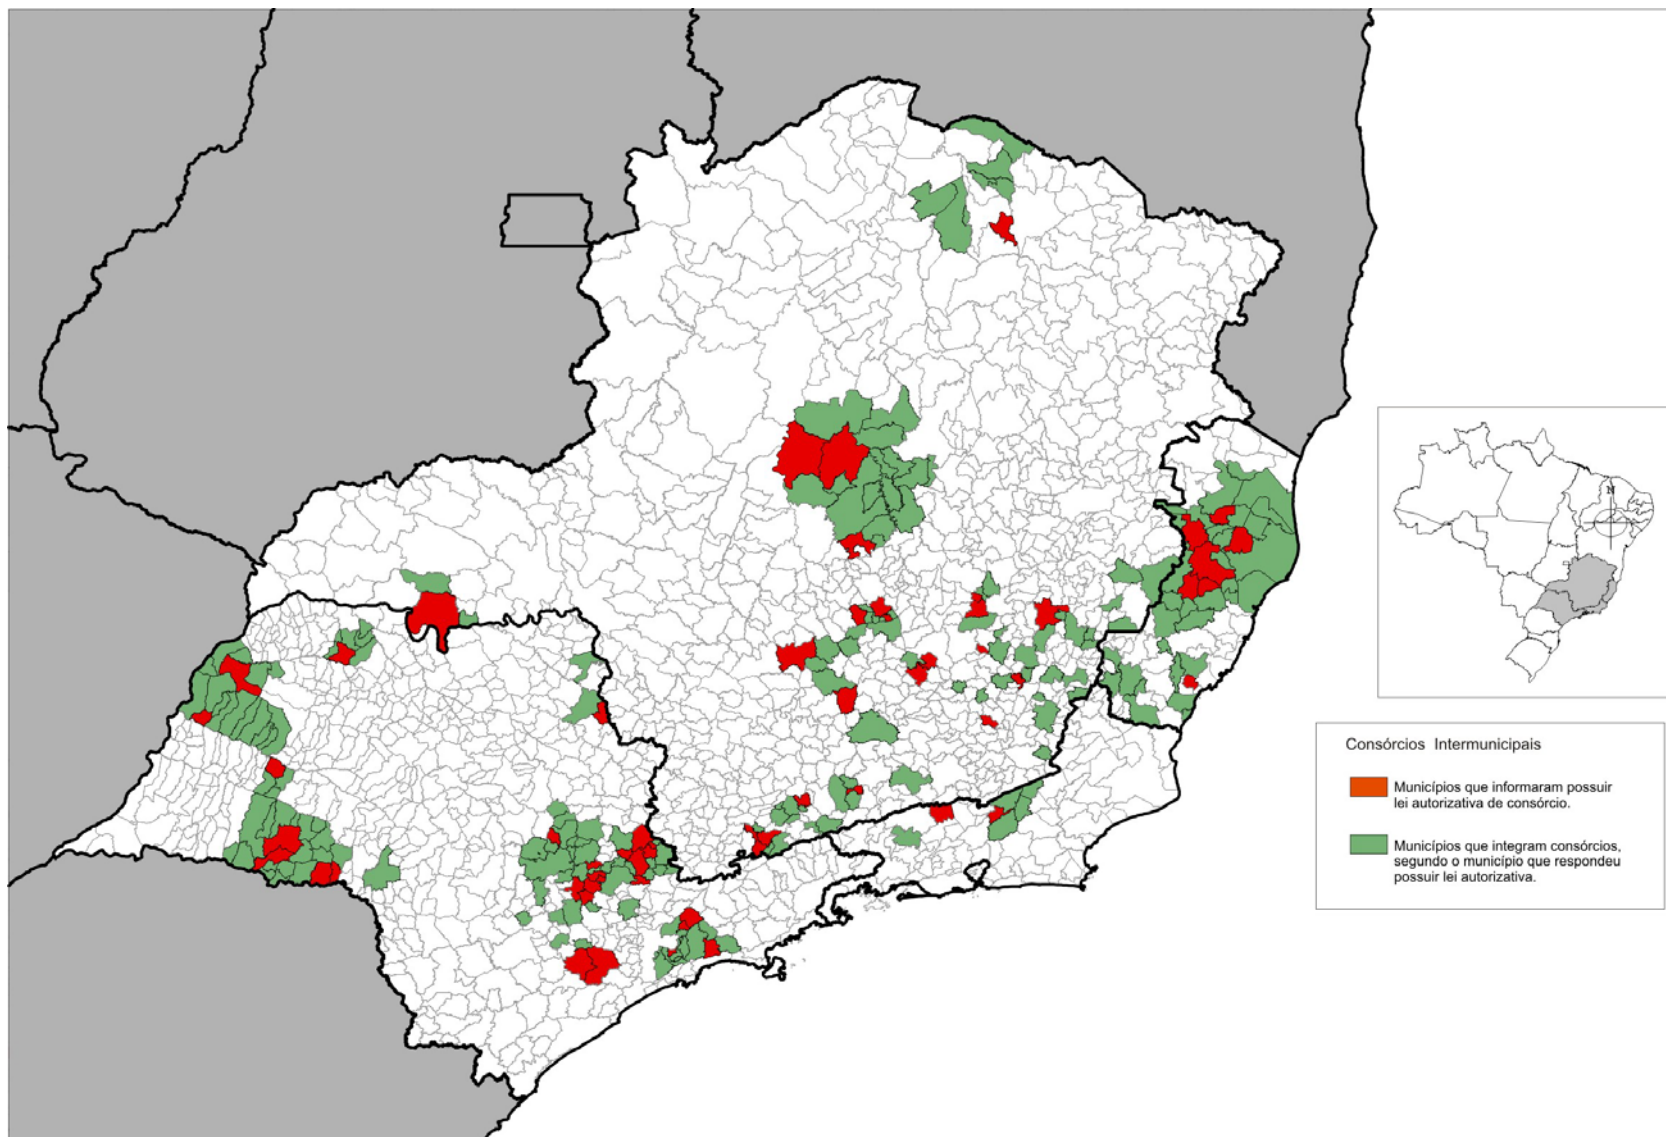 N
Consórcios Intermunicipais
Municípios que informaram possuir
lei autorizativa de consórcio.
Municípios que integram consórcios,
segundo o município que respondeu
possuir lei autorizativa.